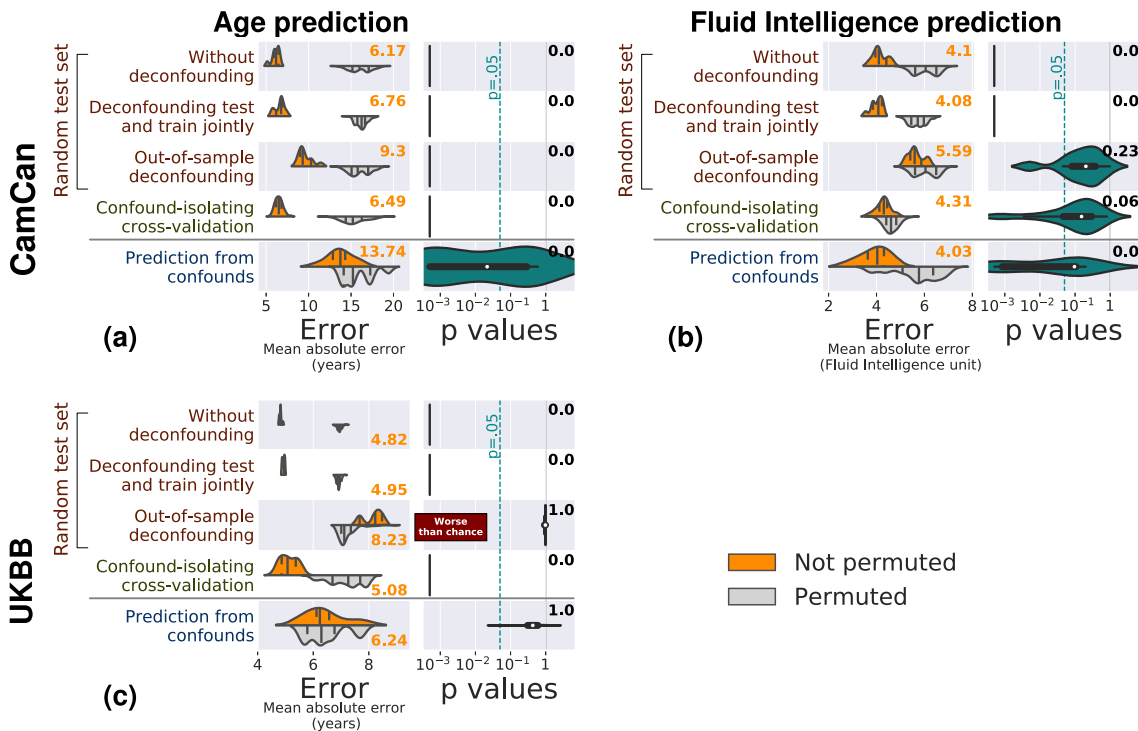 Age prediction
Fluid Intelligence prediction
CamCan
Random test set
Without
deconfounding
6.17
0.0
Deconfounding test
and train jointly
6.76
0.0
Out-of-sample
deconfounding
9.3
Confound-isolating
cross-validation
6.49
0.0
Prediction from
confounds
13.74
0.0
p=.05
5 10 15 20
10⁻³ 10⁻² 10⁻¹ 1
(a)
Error
Mean absolute error
(years)
p values
Random test set
Without
deconfounding
4.1
0.0
Deconfounding test
and train jointly
4.08
0.0
Out-of-sample
deconfounding
5.59
0.23
Confound-isolating
cross-validation
4.31
0.06
Prediction from
confounds
4.03
0.0
p=.05
2 4 6 8
10⁻³ 10⁻² 10⁻¹ 1
(b)
Error
Mean absolute error
(Fluid Intelligence unit)
p values
UKBB
Random test set
Without
deconfounding
4.82
0.0
Deconfounding test
and train jointly
4.95
0.0
Out-of-sample
deconfounding
8.23
Worse
than chance
1.0
Confound-isolating
cross-validation
5.08
0.0
Prediction from
confounds
6.24
1.0
p=.05
4 6 8
10⁻³ 10⁻² 10⁻¹ 1
(c)
Error
Mean absolute error
(years)
p values
Not permuted
Permuted